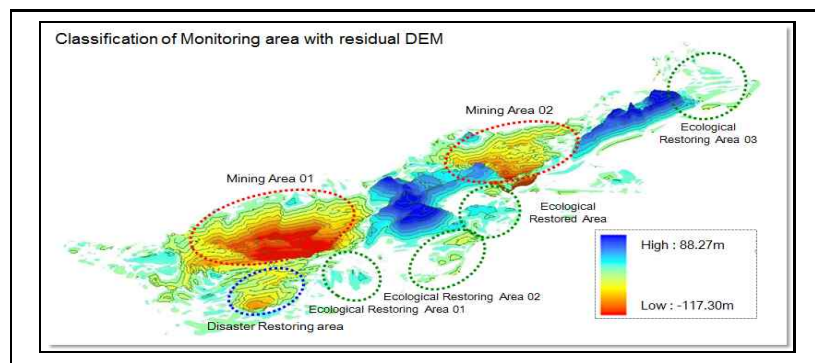 Classification of Monitoring area with residual DEM
Mining Area 02
Ecological
Restoring Area 03
Mining Area 01
Ecological
Restored Area
High : 88.27m
Low : -117.30m
Ecological Restoring Area 02
Ecological Restoring Area 01
Disaster Restoring area